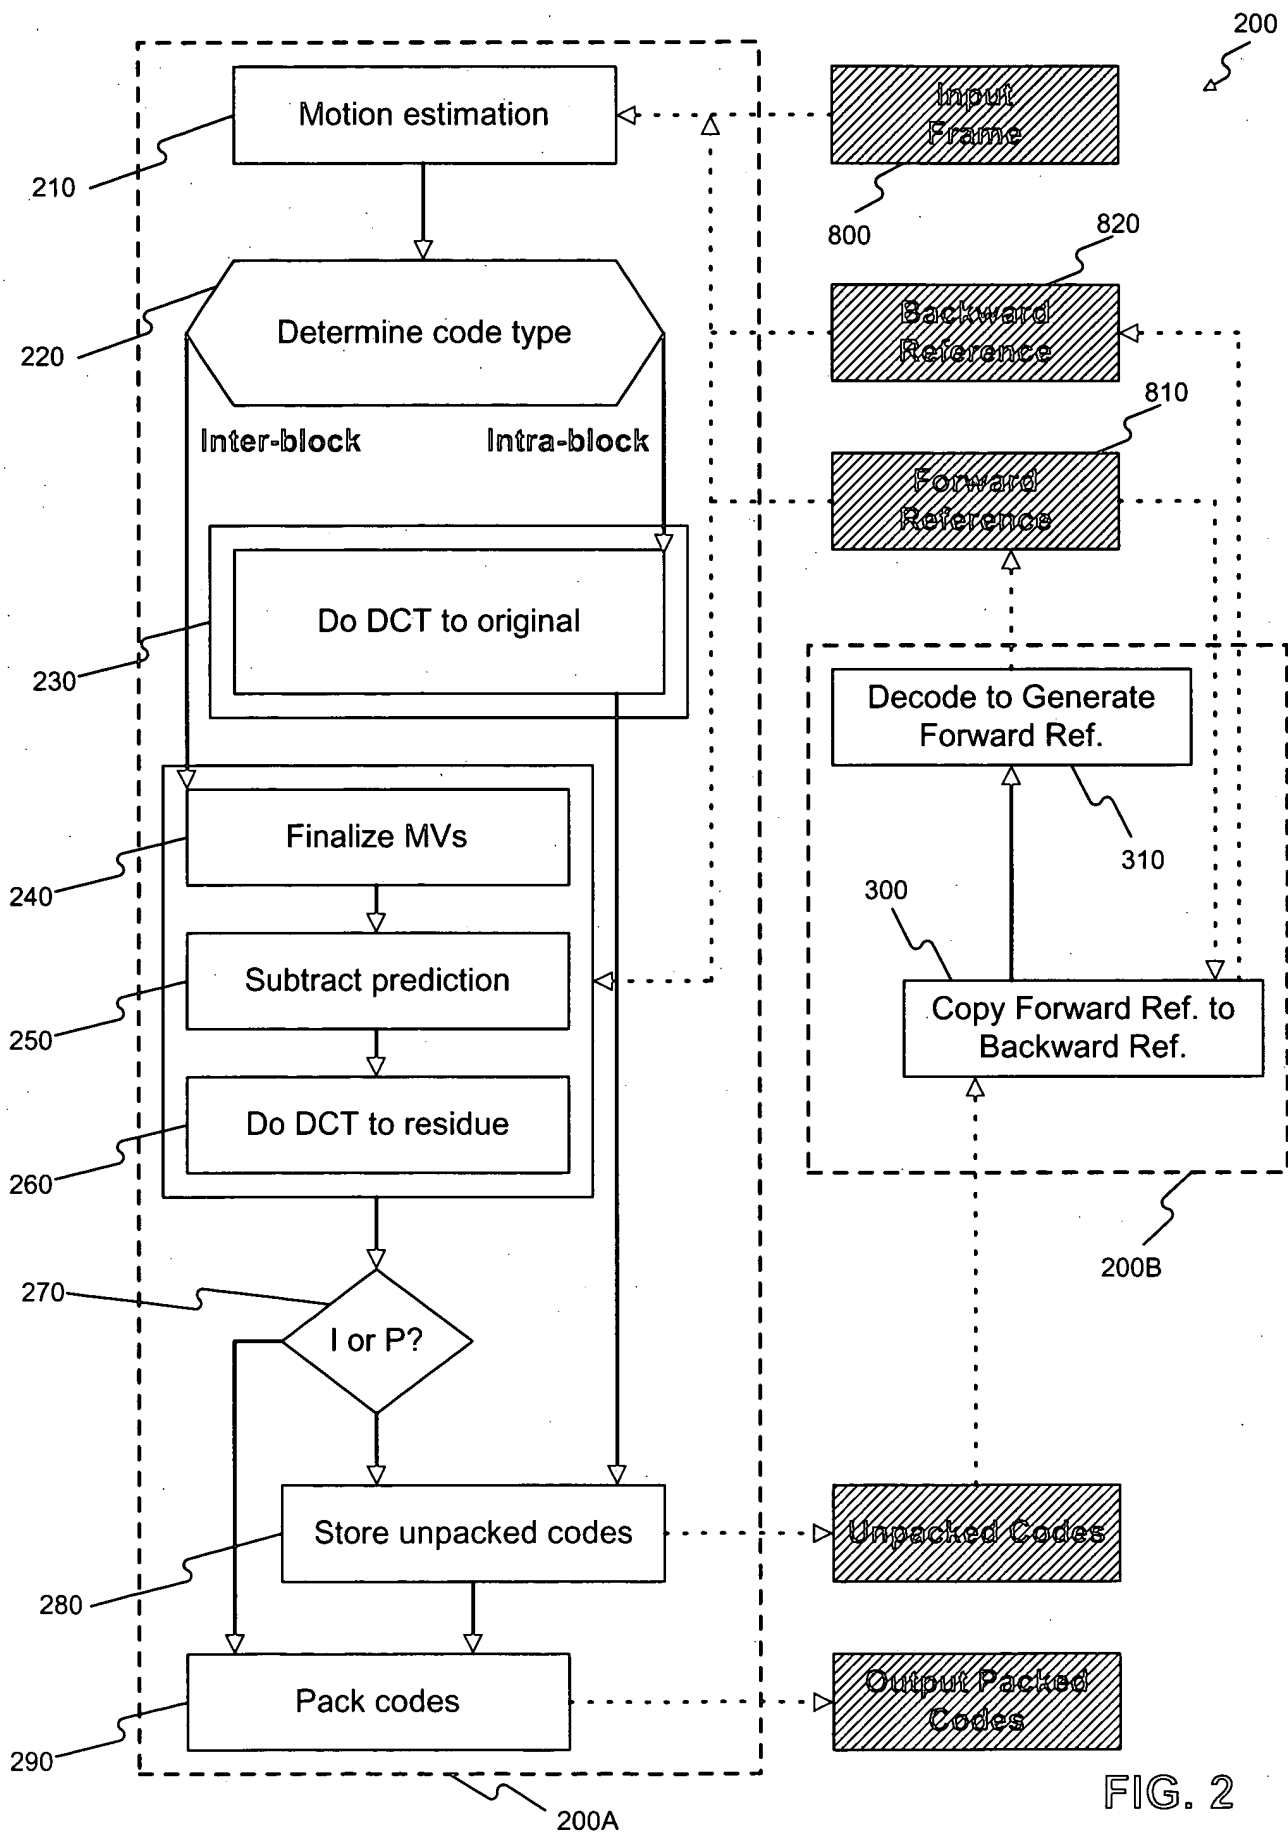 200
Motion estimation
Input
Frame
210
800
820
220
Determine code type
Backward
Reference
810
Inter-block
Intra-block
Forward
Reference
Do DCT to original
230
Decode to Generate
Forward Ref.
Finalize MVs
240
310
300
Subtract prediction
250
Copy Forward Ref. to
Backward Ref.
Do DCT to residue
260
200B
270
I or P?
Store unpacked codes
Unpacked Codes
280
Pack codes
Output Packed
Codes
290
200A
FIG. 2